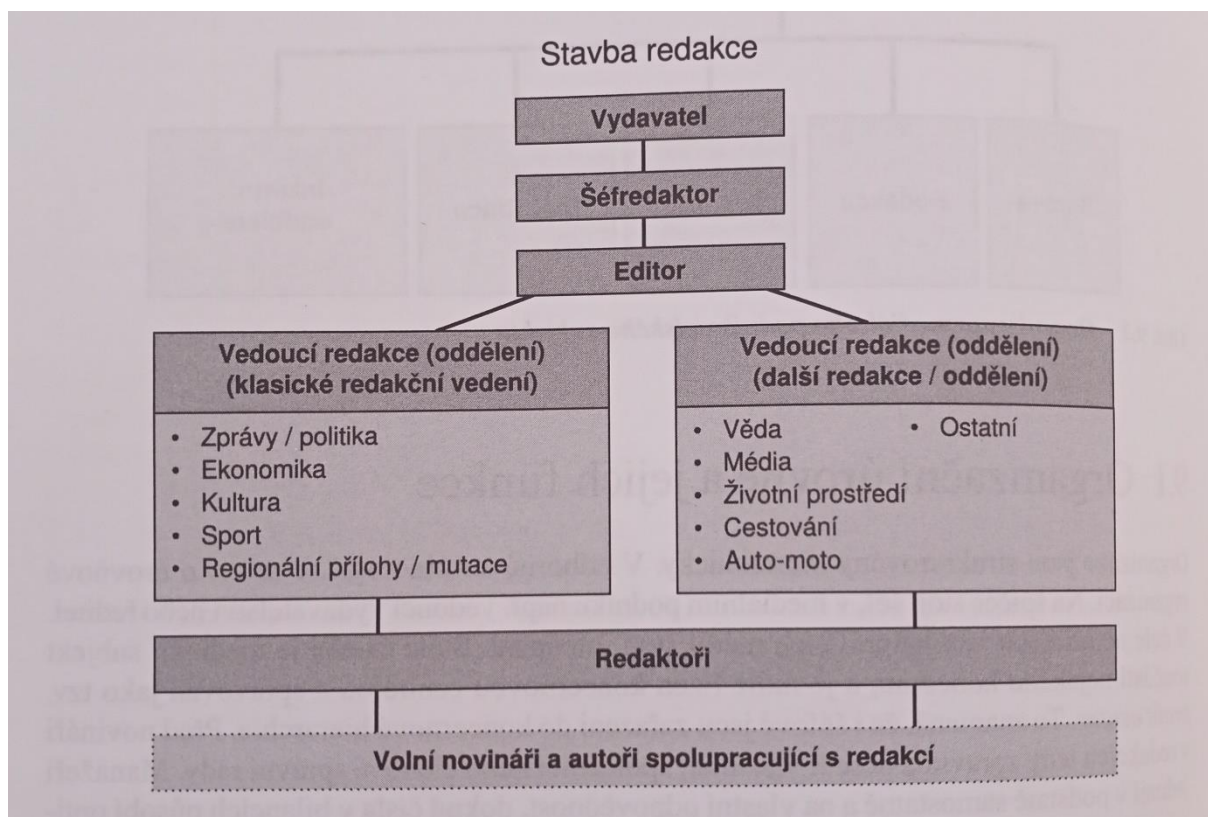 Stavba redakce
Vydavatel
Šéfredaktor
Editor
Vedoucí redakce (oddělení)
(klasické redakční vedení)
• Zprávy / politika
• Ekonomika
• Kultura
• Sport
• Regionální přílohy / mutace
Vedoucí redakce (oddělení)
(další redakce / oddělení)
• Věda
• Média
• Životní prostředí
• Cestování
• Auto-moto
• Ostatní
Redaktoři
Volní novináři a autoři spolupracující s redakcí